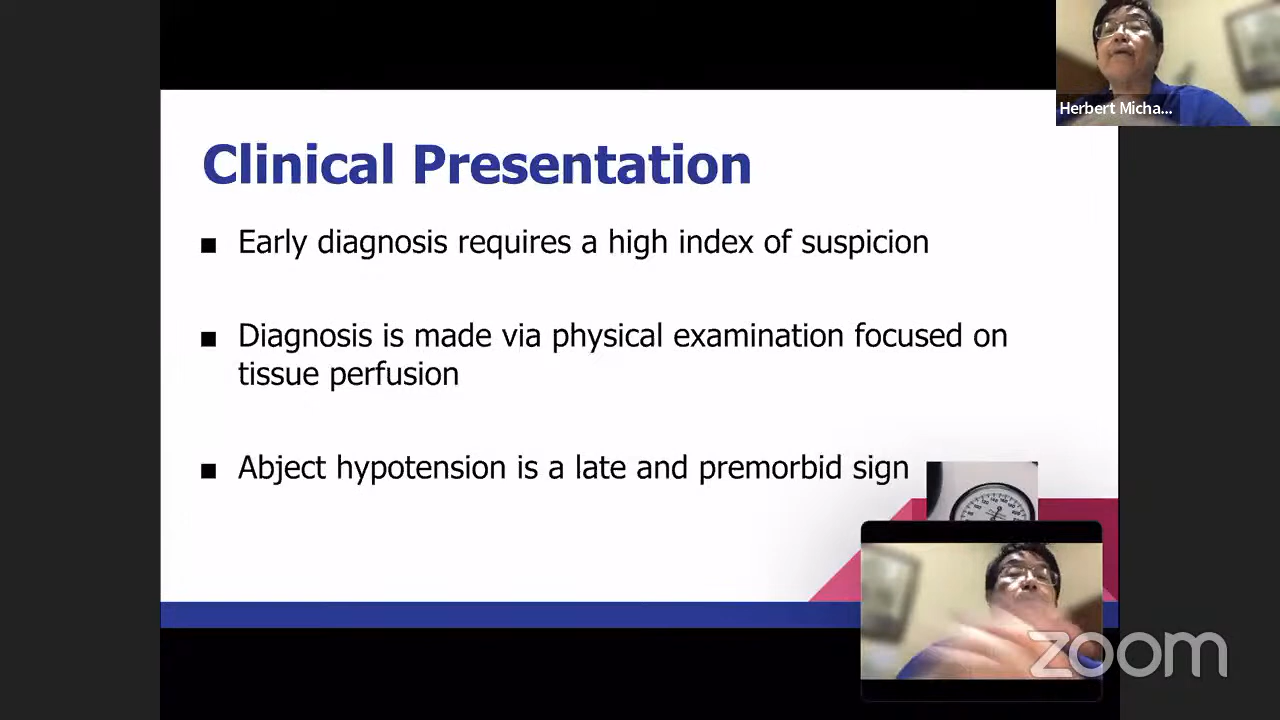 Herbert Micha...
Clinical Presentation
■ Early diagnosis requires a high index of suspicion
■ Diagnosis is made via physical examination focused on
tissue perfusion
■ Abject hypotension is a late and premorbid sign
zoom